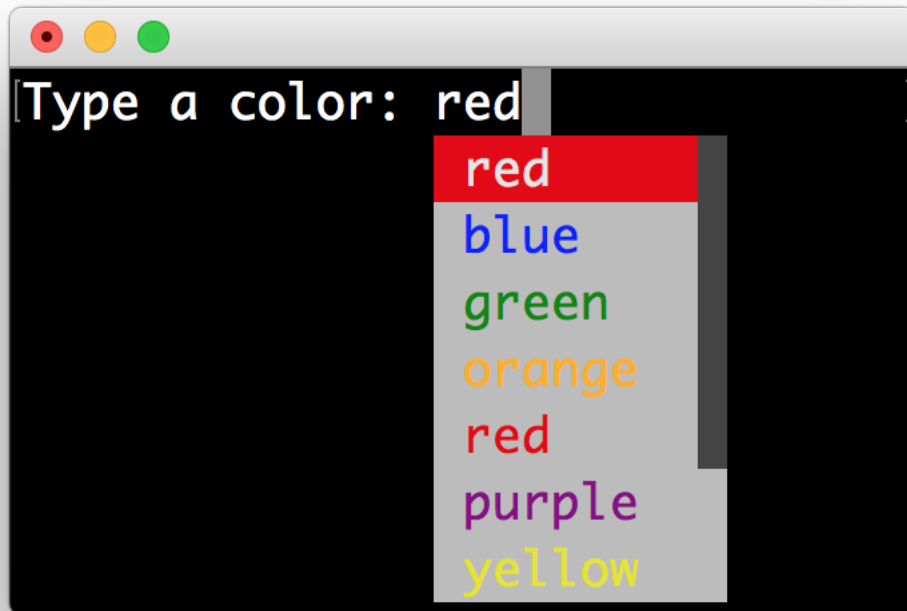 Type a color: red
red
blue
green
orange
red
purple
yellow